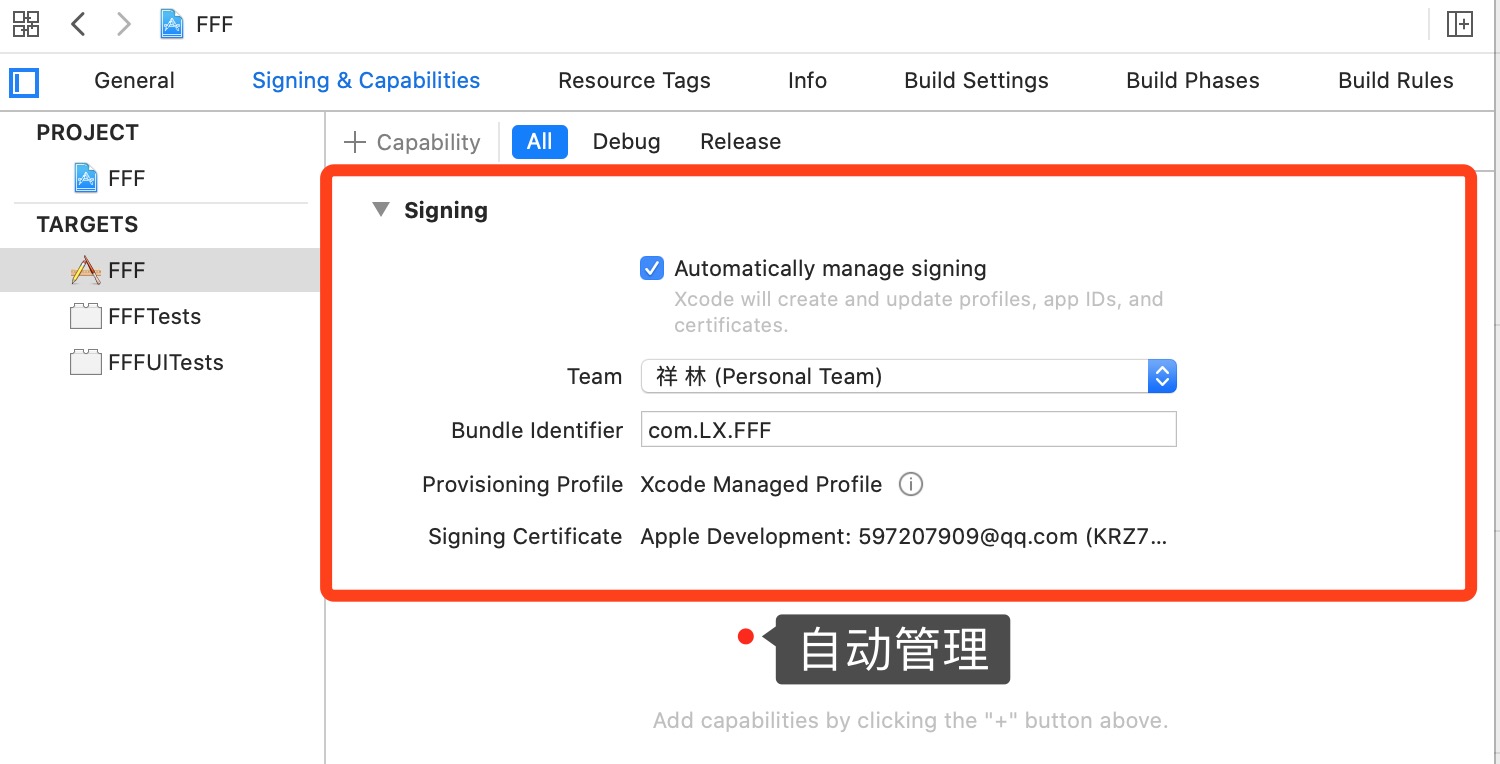 FFF
General Signing & Capabilities Resource Tags Info Build Settings Build Phases Build Rules
PROJECT
FFF
TARGETS
FFF
FFFTests
FFFUITests
Capability All Debug Release
Signing
Automatically manage signing
Xcode will create and update profiles, app IDs, and
certificates.
Team 祥 林 (Personal Team)
Bundle Identifier com.LX.FFF
Provisioning Profile Xcode Managed Profile
Signing Certificate Apple Development: 597207909@qq.com (KRZ7...
自动管理
Add capabilities by clicking the "+" button above.